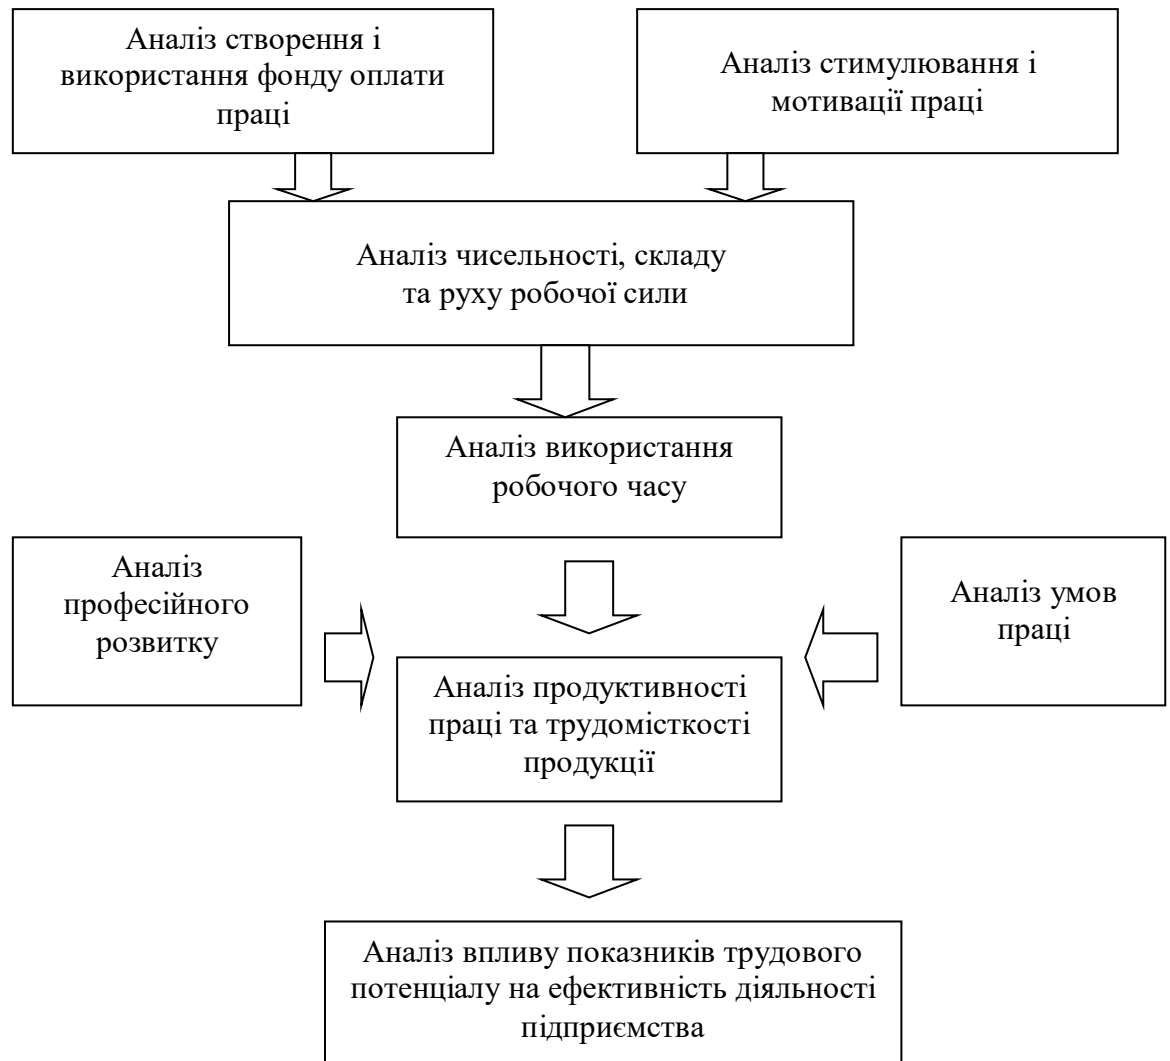 Аналіз створення і
використання фонду оплати
праці
Аналіз стимулювання і
мотивації праці
Аналіз чисельності, складу
та руху робочої сили
Аналіз використання
робочого часу
Аналіз
професійного
розвитку
Аналіз умов
праці
Аналіз продуктивності
праці та трудомісткості
продукції
Аналіз впливу показників трудового
потенціалу на ефективність діяльності
підприємства